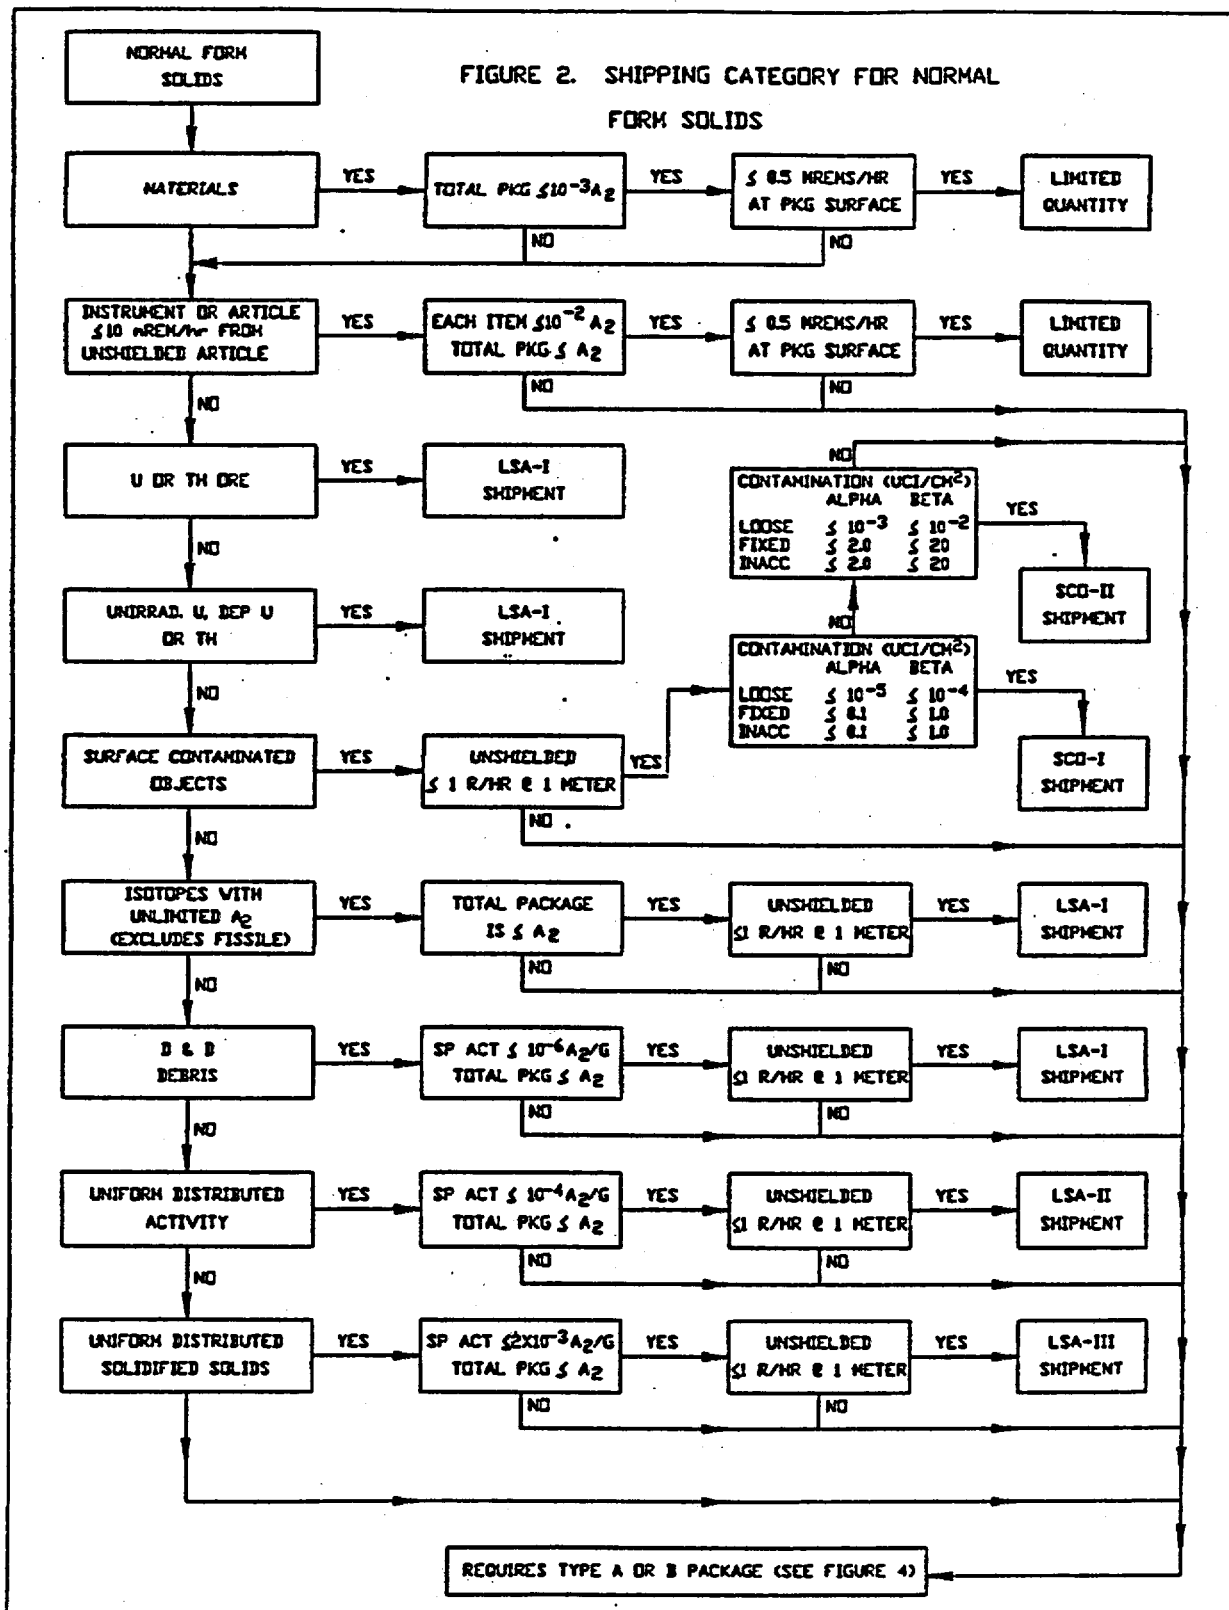 NORMAL FORM
SOLIDS
FIGURE 2. SHIPPING CATEGORY FOR NORMAL
FORM SOLIDS
MATERIALS
YES
TOTAL PKG ≤10⁻³A₂
YES
≤ 0.5 MREMS/HR
AT PKG SURFACE
YES
LIMITED
QUANTITY
NO
NO
INSTRUMENT OR ARTICLE
≤10 mREM/hr FROM
UNSHIELDED ARTICLE
YES
EACH ITEM ≤10⁻² A₂
TOTAL PKG ≤ A₂
YES
≤ 0.5 MREMS/HR
AT PKG SURFACE
YES
LIMITED
QUANTITY
NO
NO
NO
U OR TH ORE
YES
LSA-I
SHIPMENT
NO
CONTAMINATION (UCI/CM²)
ALPHA BETA
LOOSE ≤ 10⁻³ ≤ 10⁻²
FIXED ≤ 2.0 ≤ 20
INACC ≤ 2.0 ≤ 20
YES
SCO-II
SHIPMENT
NO
UNIRRAD. U, DEP U
OR TH
YES
LSA-I
SHIPMENT
NO
CONTAMINATION (UCI/CM²)
ALPHA BETA
LOOSE ≤ 10⁻⁵ ≤ 10⁻⁴
FIXED ≤ 0.1 ≤ 1.0
INACC ≤ 0.1 ≤ 1.0
YES
SCO-I
SHIPMENT
NO
SURFACE CONTAMINATED
OBJECTS
YES
UNSHIELDED
≤ 1 R/HR @ 1 METER
YES
NO
NO
ISOTOPES WITH
UNLIMITED A₂
(EXCLUDES FISSILE)
YES
TOTAL PACKAGE
IS ≤ A₂
YES
UNSHIELDED
≤1 R/HR @ 1 METER
YES
LSA-I
SHIPMENT
NO
NO
NO
D & D
DEBRIS
YES
SP ACT ≤ 10⁻⁶A₂/G
TOTAL PKG ≤ A₂
YES
UNSHIELDED
≤1 R/HR @ 1 METER
YES
LSA-I
SHIPMENT
NO
NO
NO
UNIFORM DISTRIBUTED
ACTIVITY
YES
SP ACT ≤ 10⁻⁴A₂/G
TOTAL PKG ≤ A₂
YES
UNSHIELDED
≤1 R/HR @ 1 METER
YES
LSA-II
SHIPMENT
NO
NO
NO
UNIFORM DISTRIBUTED
SOLIDIFIED SOLIDS
YES
SP ACT ≤2X10⁻³A₂/G
TOTAL PKG ≤ A₂
YES
UNSHIELDED
≤1 R/HR @ 1 METER
YES
LSA-III
SHIPMENT
NO
NO
REQUIRES TYPE A OR B PACKAGE (SEE FIGURE 4)